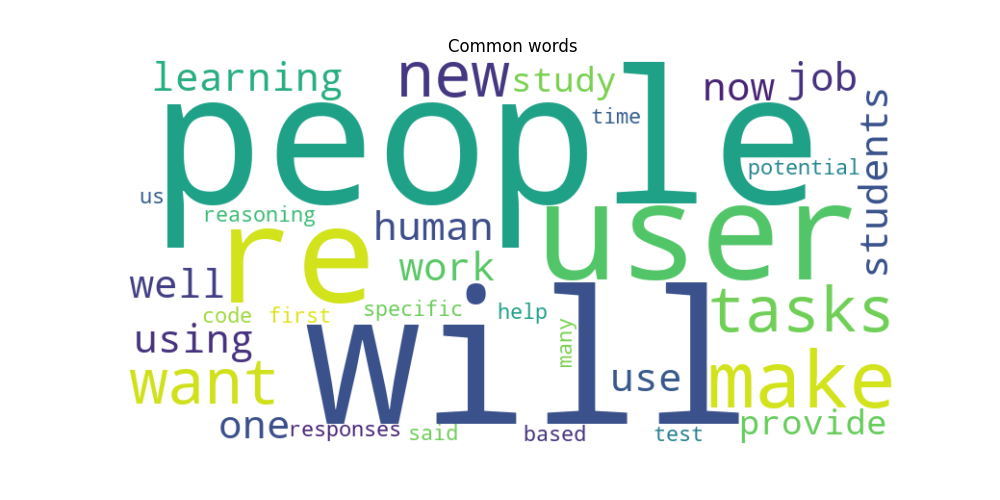 Common words
learning
new
study
now
job
people
time
students
potential
us
reasoning
re
human
user
well
work
tasks
code
first
specific
help
using
will
many
want
use
make
one
responses
said
based
test
provide